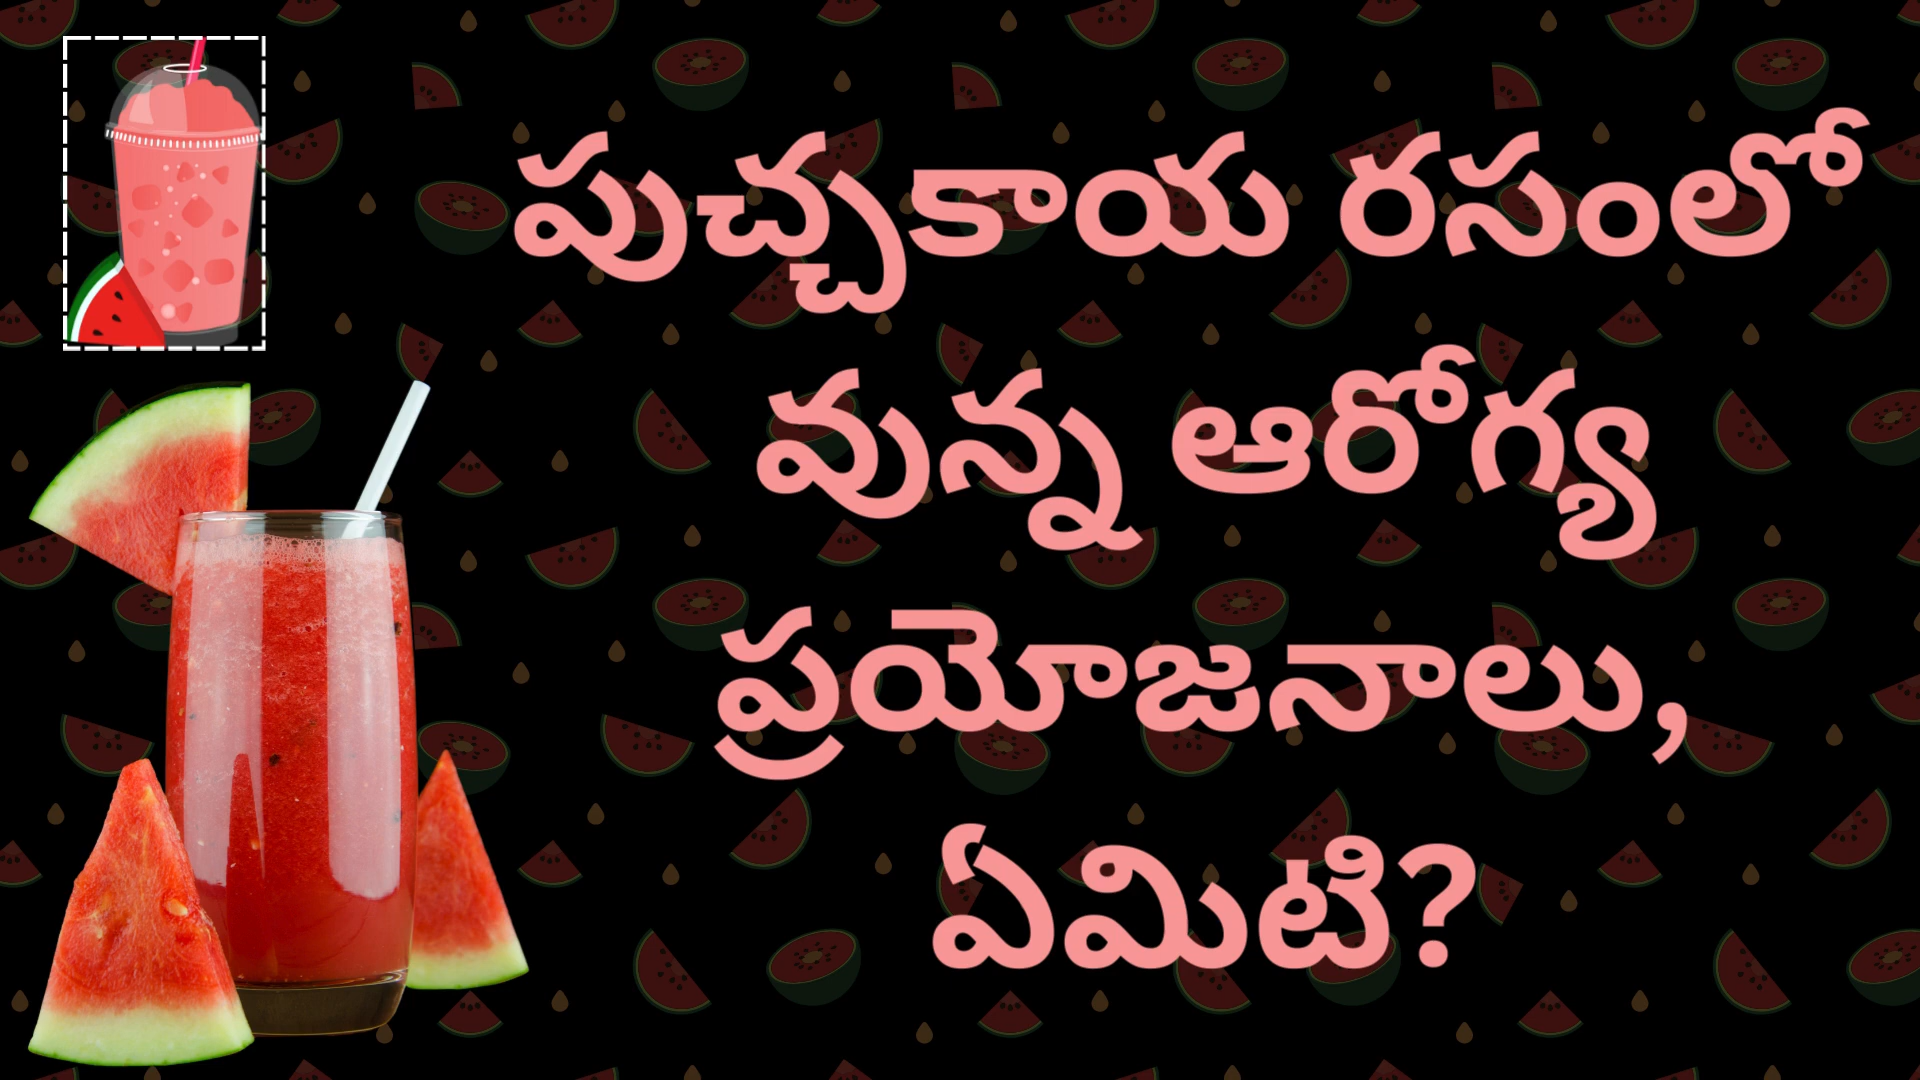 పుచ్చకాయ రసంలో
వున్న ఆరోగ్య
ప్రయోజనాలు,
ఏమిటి?